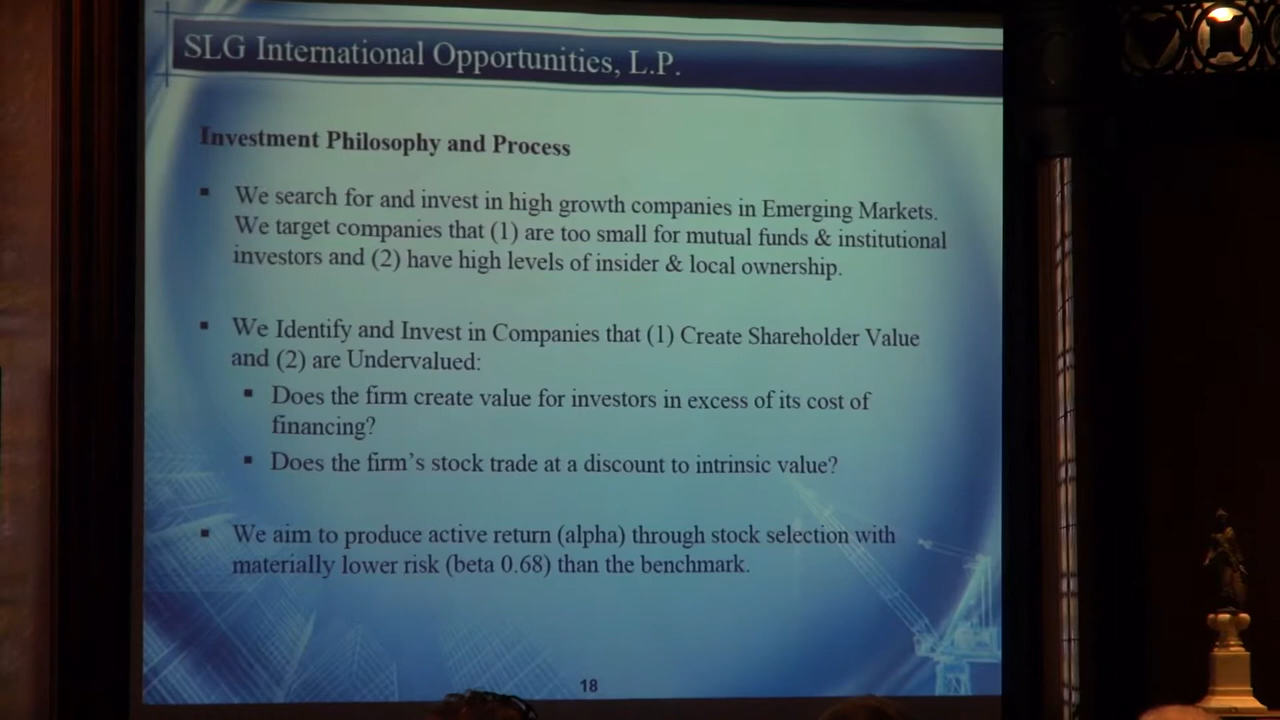 SLG International Opportunities, L.P.
Investment Philosophy and Process
▪ We search for and invest in high growth companies in Emerging Markets.
We target companies that (1) are too small for mutual funds & institutional
investors and (2) have high levels of insider & local ownership.
▪ We Identify and Invest in Companies that (1) Create Shareholder Value
and (2) are Undervalued:
▪ Does the firm create value for investors in excess of its cost of
financing?
▪ Does the firm's stock trade at a discount to intrinsic value?
▪ We aim to produce active return (alpha) through stock selection with
materially lower risk (beta 0.68) than the benchmark.
18